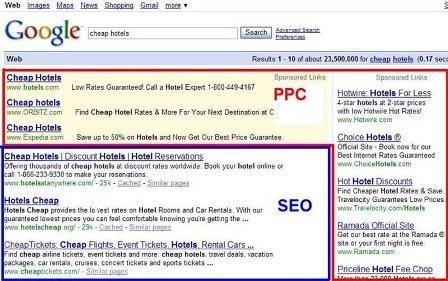 Web Images Maps News Shopping Gmail more ▼
Google
cheap hotels
Search
Advanced Search
Preferences
Web
Results 1 - 10 of about 23,500,000 for cheap hotels. (0.17 sec
Cheap Hotels
Sponsored Links
www.hotels.com Low Rates Guaranteed! Call a Hotel Expert 1-800-449-4167
Cheap hotels
www.ORBITZ.com Find Cheap Hotel Rates & More For Your Next Destination at C
Cheap Hotels
www.Expedia.com Save up to 50% on Hotels and Now Get Our Best Price Guarantee.
PPC
Cheap Hotels | Discount Hotels | Hotel Reservations
Offering thousands of cheap hotels at discount rates worldwide. Book your hotel online or
call 1-866-233-9330 to make your reservations.
www.hotelsanywhere.com/ - 25k - Cached - Similar pages
Hotels Cheap
Hotels Cheap provides the lowest rates on Hotel Rooms and Car Rentals. With our
guaranteed lowest prices you can feel comfortable knowing you're getting the ...
www.hotelscheap.org/ - 29k - Cached - Similar pages
CheapTickets: Cheap Flights, Event Tickets, Hotels, Rental Cars ...
Find cheap airline tickets, event tickets and more: cheap hotels, travel deals, vacation
packages, car rentals, cruises, concert tickets and sports tickets ...
www.cheaptickets.com/ - Similar pages
SEO
Sponsored Links
Hotwire: Hotels For Less
4-star hotels at 2-star prices
with low Hotwire Rates!
www.Hotwire.com
Choice Hotels ®
Official Site - Book now for our
Best Internet Rates Guaranteed
www.ChoiceHotels.com
Hot Hotel Discounts
Find Cheaper Hotel Rates & Save.
Travelocity Guarantees Low Prices.
www.Travelocity.com/Hotels
Ramada Official Site
Get our best rate at the Ramada ®
site or your first night is free.
www.Ramada.com
Priceline Hotel Fee Chop